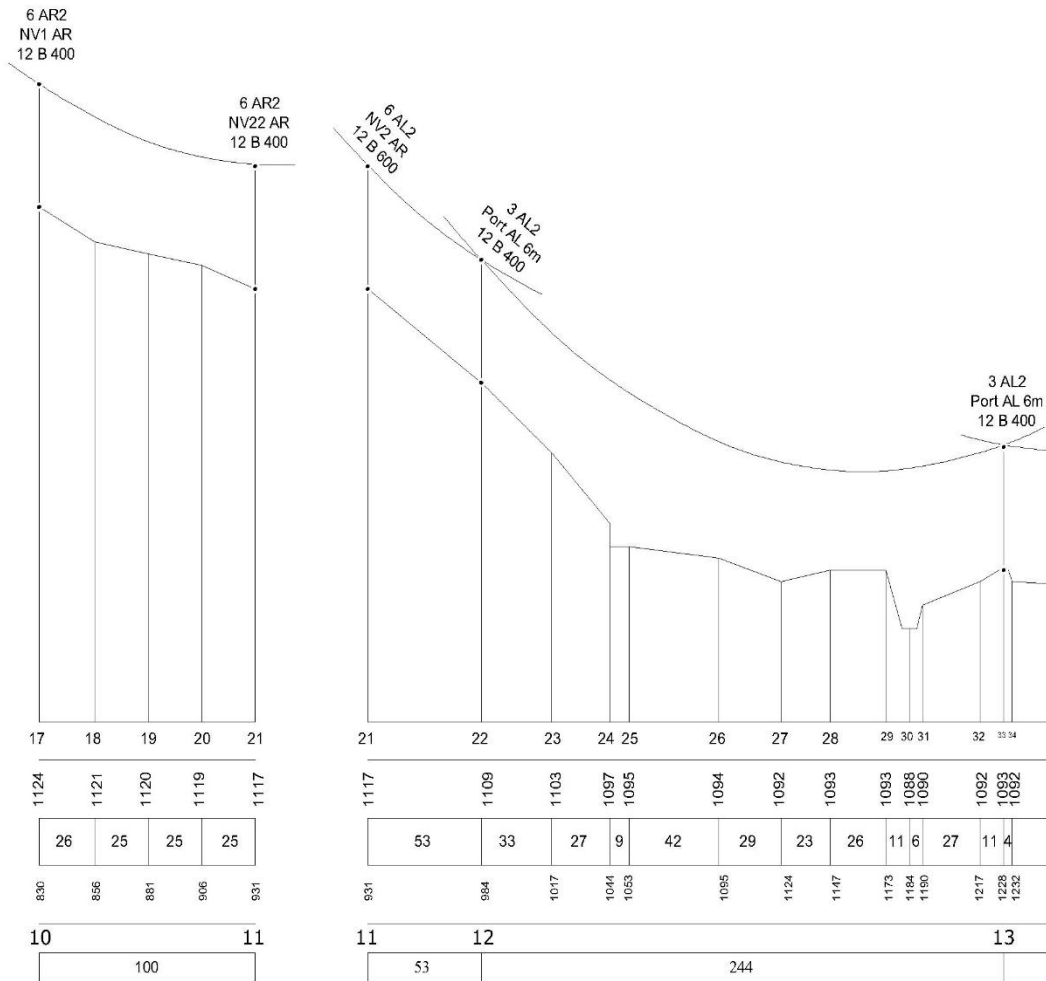 6 AR2
NV1 AR
12 B 400
6 AR2
NV22 AR
12 B 400
6 AL2
NV2 AR
12 B 600
3 AL2
Port AL 6m
12 B 400
3 AL2
Port AL 6m
12 B 400
17 18 19 20 21 21 22 23 24 25 26 27 28 29 30 31 32 33 34
1124 1121 1120 1119 1117 1117 1109 1103 1097 1095 1094 1092 1093 1093 1088 1090 1092 1093 1092
26 25 25 25 53 33 27 9 42 29 23 26 11 6 27 11 4
830 856 881 906 931 931 984 1017 1044 1053 1095 1124 1147 1173 1184 1190 1217 1228 1232
10 11 11 12 13
100 53 244